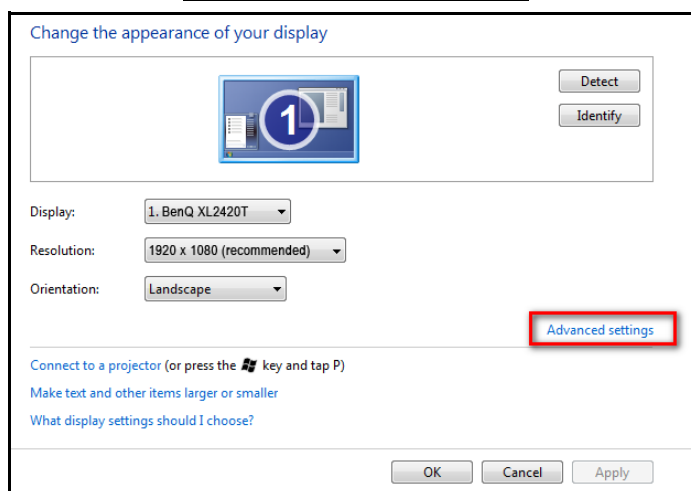 Change the appearance of your display
Detect
1
Identify
Display: 1. BenQ XL2420T
Resolution: 1920 x 1080 (recommended)
Orientation: Landscape
Advanced settings
Connect to a projector (or press the key and tap P)
Make text and other items larger or smaller
What display settings should I choose?
OK Cancel Apply